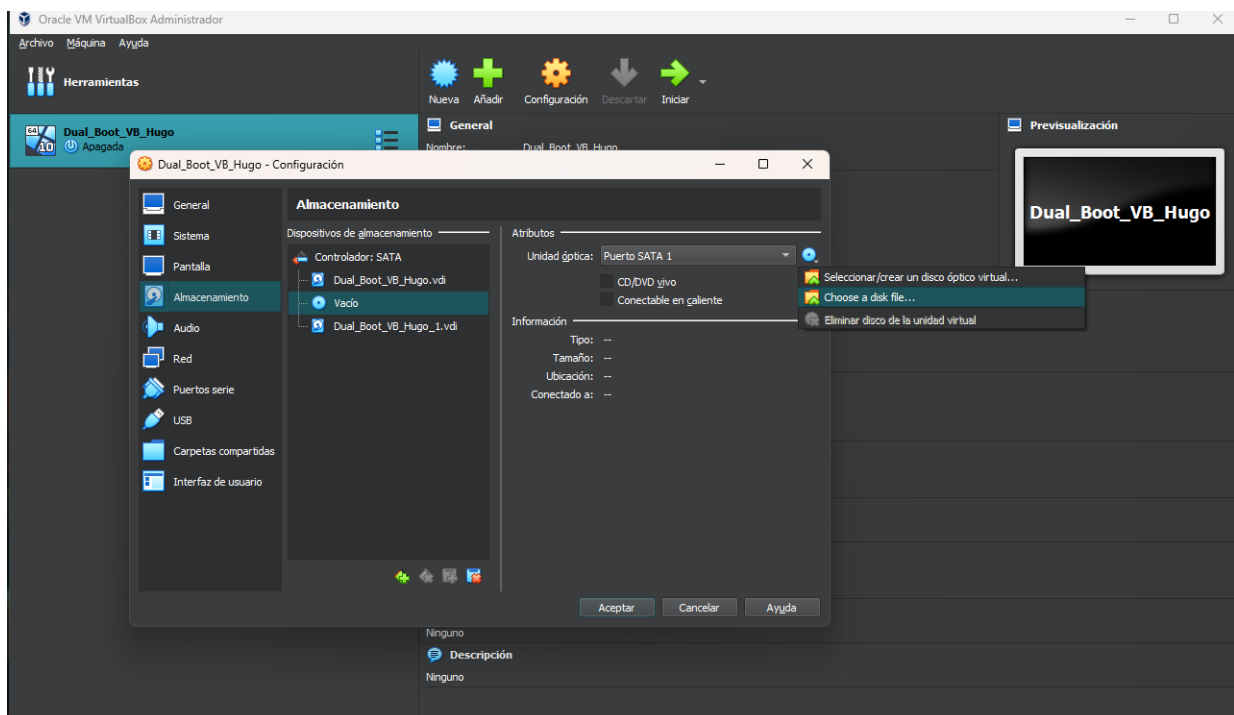 Oracle VM VirtualBox Administrador
Archivo Máquina Ayuda
Herramientas
Nueva Añadir Configuración Descartar Iniciar
64
10
Dual_Boot_VB_Hugo
Apagada
General
Nombre: Dual_Boot_VB_Hugo
Previsualización
Dual_Boot_VB_Hugo
Dual_Boot_VB_Hugo - Configuración
General
Sistema
Pantalla
Almacenamiento
Audio
Red
Puertos serie
USB
Carpetas compartidas
Interfaz de usuario
Almacenamiento
Dispositivos de almacenamiento
Controlador: SATA
Dual_Boot_VB_Hugo.vdi
Vacío
Dual_Boot_VB_Hugo_1.vdi
Atributos
Unidad óptica: Puerto SATA 1
CD/DVD vivo
Conectable en caliente
Información
Tipo: --
Tamaño: --
Ubicación: --
Conectado a: --
Seleccionar/crear un disco óptico virtual...
Choose a disk file...
Eliminar disco de la unidad virtual
Aceptar Cancelar Ayuda
Ninguno
Descripción
Ninguno